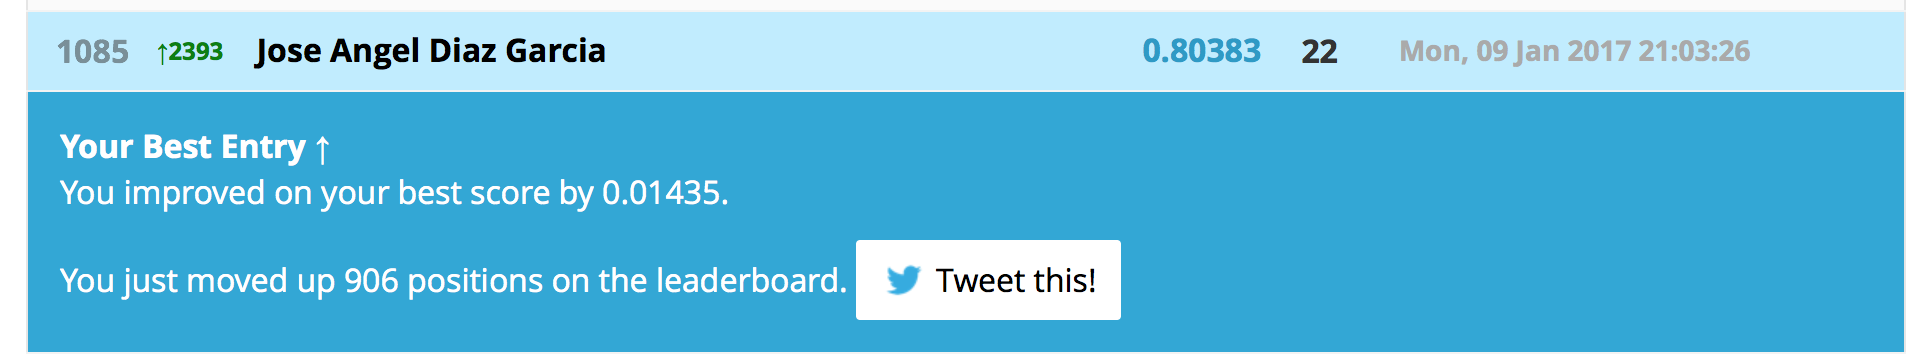 1085 ↑2393 Jose Angel Diaz Garcia 0.80383 22 Mon, 09 Jan 2017 21:03:26
Your Best Entry ↑
You improved on your best score by 0.01435.
You just moved up 906 positions on the leaderboard. Tweet this!